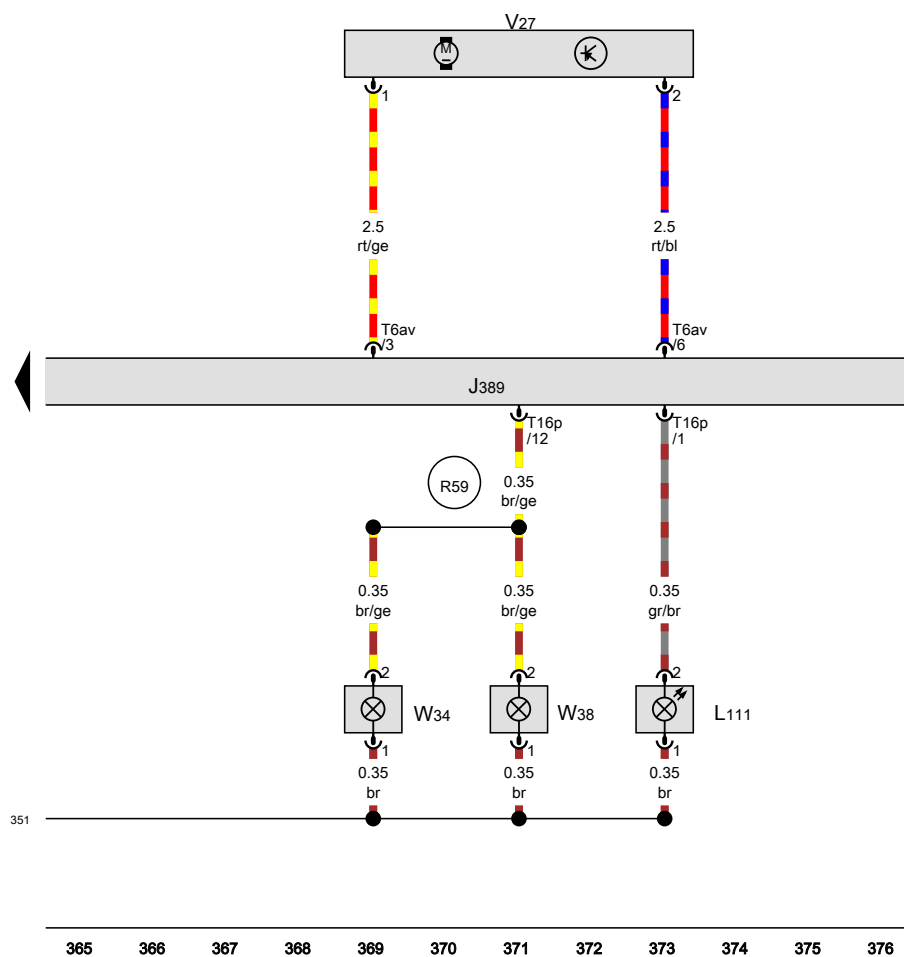 V27
M
1
2
2.5
rt/ge
2.5
rt/bl
T6av
/3
T6av
/6
J389
T16p
/12
T16p
/1
R59
0.35
br/ge
0.35
br/ge
0.35
br/ge
0.35
gr/br
2
2
2
W34
W38
L111
1
1
1
0.35
br
0.35
br
0.35
br
351
365 366 367 368 369 370 371 372 373 374 375 376